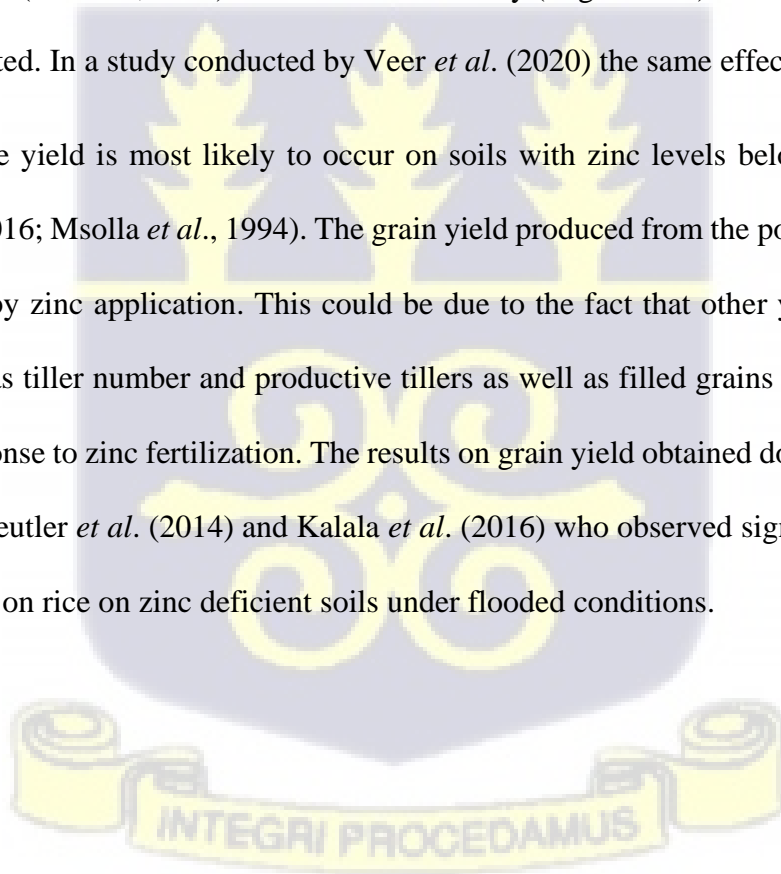 ted. In a study conducted by Veer et al. (2020) the same effec
e yield is most likely to occur on soils with zinc levels bel
016; Msolla et al., 1994). The grain yield produced from the po
by zinc application. This could be due to the fact that other y
as tiller number and productive tillers as well as filled grains
onse to zinc fertilization. The results on grain yield obtained do
eutler et al. (2014) and Kalala et al. (2016) who observed sig
on rice on zinc deficient soils under flooded conditions.
INTEGRI PROCEDAMUS